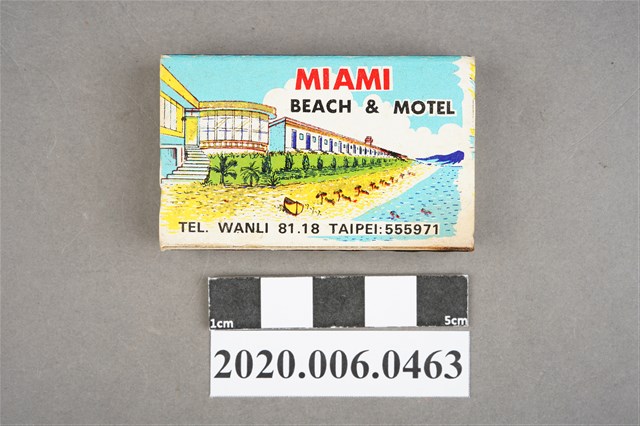 MIAMI
BEACH & MOTEL
TEL. WANLI 81.18 TAIPEI:555971
1cm 5cm
2020.006.0463